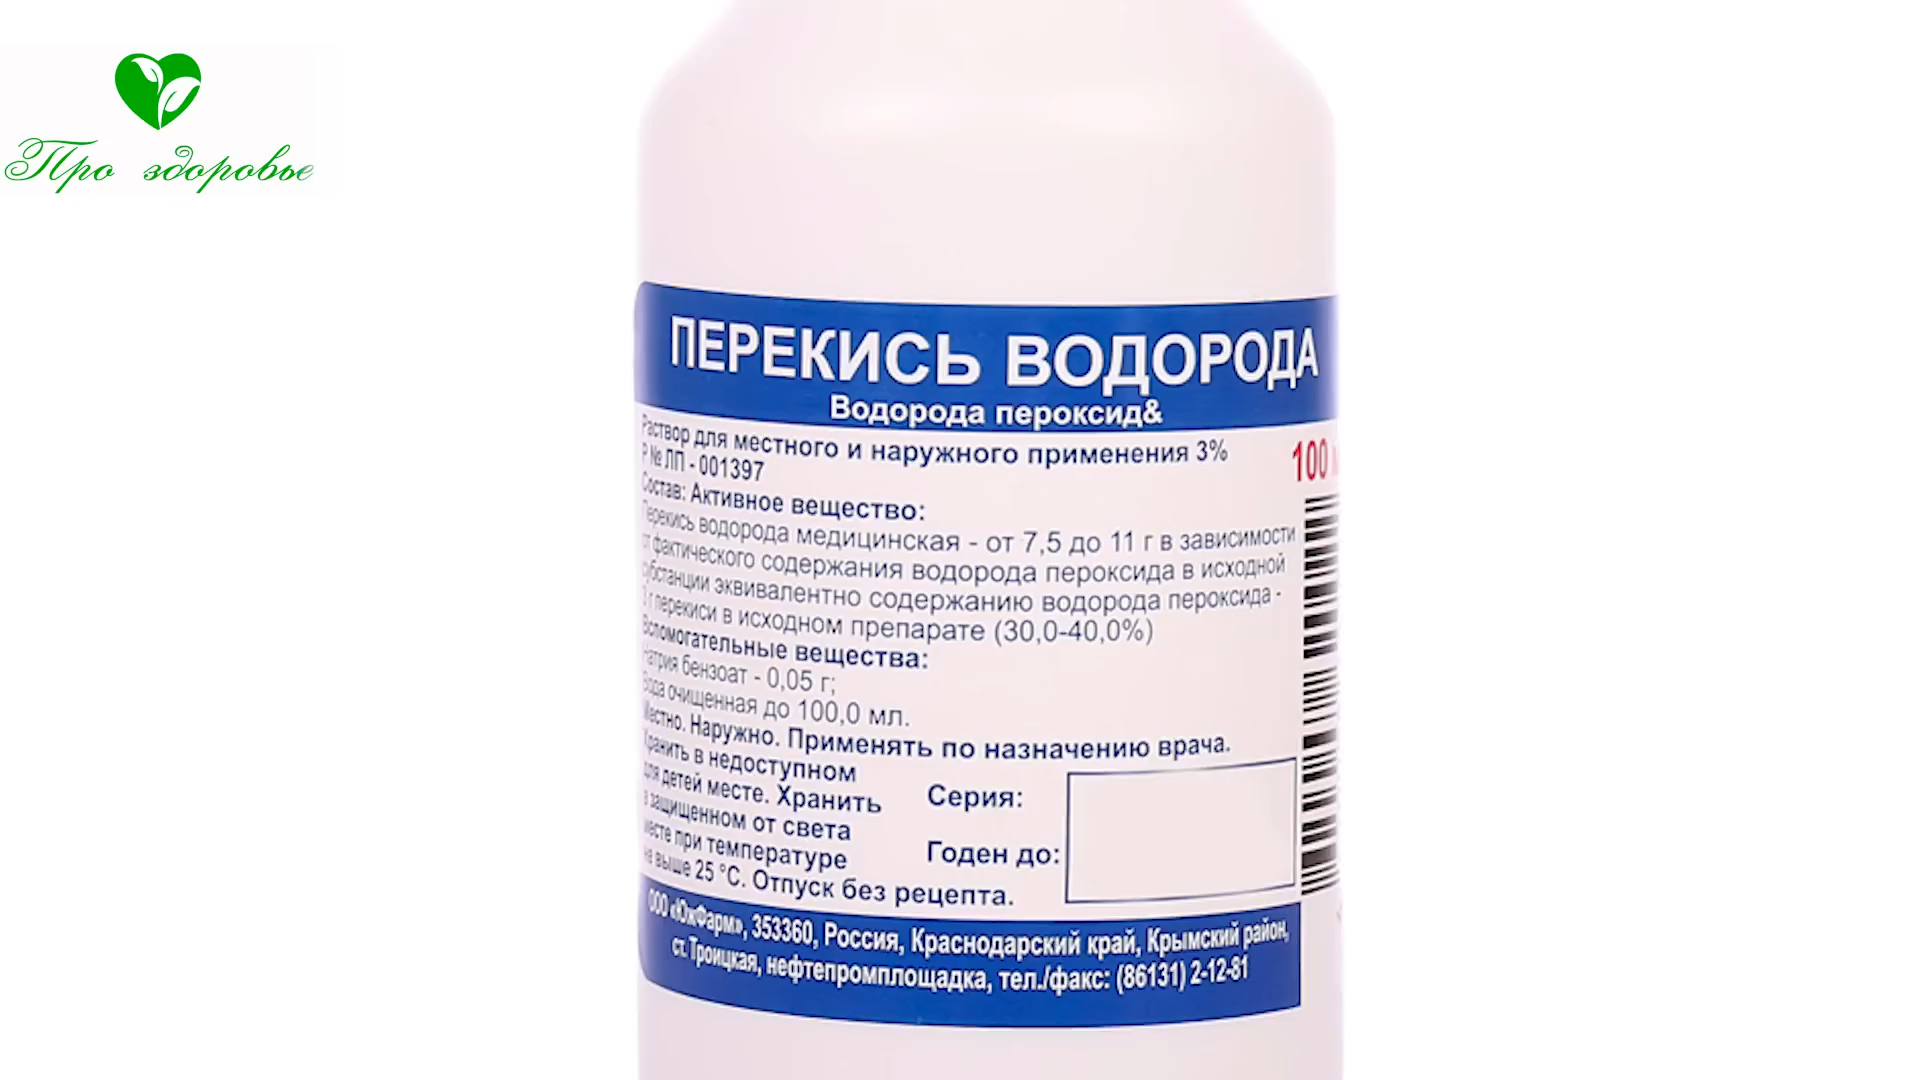 Про здоровье
ПЕРЕКИСЬ ВОДОРОДА
Водорода пероксид&
Раствор для местного и наружного применения 3%
100
Р № ЛП - 001397
Состав: Активное вещество:
Перекись водорода медицинская - от 7,5 до 11 г в зависимости
от фактического содержания водорода пероксида в исходной
субстанции эквивалентно содержанию водорода пероксида -
3 г перекиси в исходном препарате (30,0-40,0%)
Вспомогательные вещества:
Натрия бензоат - 0,05 г;
Вода очищенная до 100,0 мл.
Местно. Наружно. Применять по назначению врача.
Хранить в недоступном
для детей месте. Хранить
в защищенном от света
месте при температуре
не выше 25 °С. Отпуск без рецепта.
Серия:
Годен до:
ООО «ЮжФарм», 353360, Россия, Краснодарский край, Крымский район,
ст. Троицкая, нефтепромплощадка, тел./факс: (86131) 2-12-81